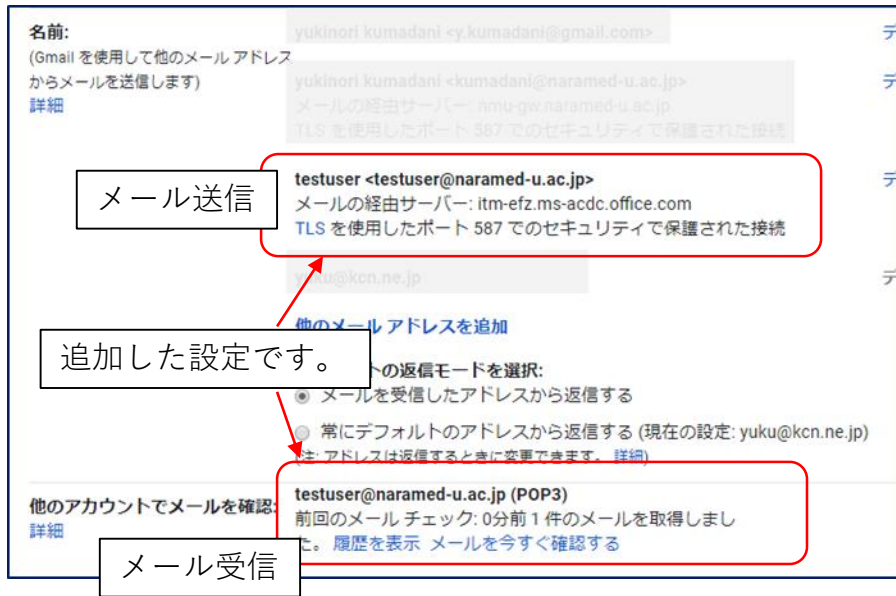 名前:
(Gmail を使用して他のメール アドレス
からメールを送信します)
詳細
yukinori kumadani <y.kumadani@gmail.com>
yukinori kumadani <kumadani@naramed-u.ac.jp>
メールの経由サーバー: nmu-gw.naramed-u.ac.jp
TLS を使用したポート 587 でのセキュリティで保護された接続
メール送信
testuser <testuser@naramed-u.ac.jp>
メールの経由サーバー: itm-efz.ms-acdc.office.com
TLS を使用したポート 587 でのセキュリティで保護された接続
yuku@kcn.ne.jp
他のメール アドレスを追加
追加した設定です。
トの返信モードを選択:
メールを受信したアドレスから返信する
常にデフォルトのアドレスから返信する (現在の設定: yuku@kcn.ne.jp)
(注: アドレスは返信するときに変更できます。 詳細)
他のアカウントでメールを確認:
詳細
testuser@naramed-u.ac.jp (POP3)
前回のメール チェック: 0分前 1 件のメールを取得しまし
た。 履歴を表示 メールを今すぐ確認する
メール受信